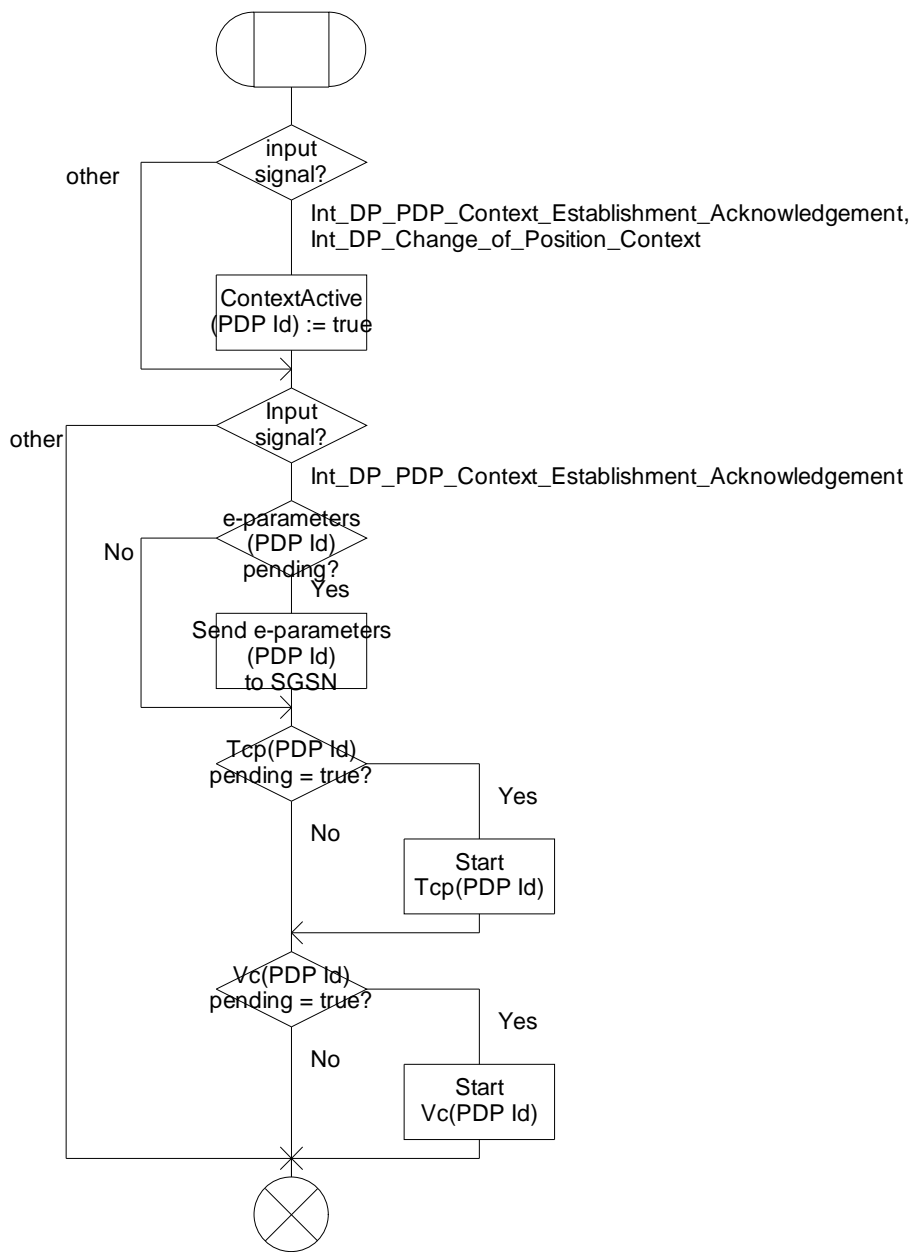 input
signal?
other
Int_DP_PDP_Context_Establishment_Acknowledgement,
Int_DP_Change_of_Position_Context
ContextActive
(PDP Id) := true
Input
signal?
other
Int_DP_PDP_Context_Establishment_Acknowledgement
e-parameters
(PDP Id)
pending?
No
Yes
Send e-parameters
(PDP Id)
to SGSN
Tcp(PDP Id)
pending = true?
Yes
No
Start
Tcp(PDP Id)
Vc(PDP Id)
pending = true?
Yes
No
Start
Vc(PDP Id)